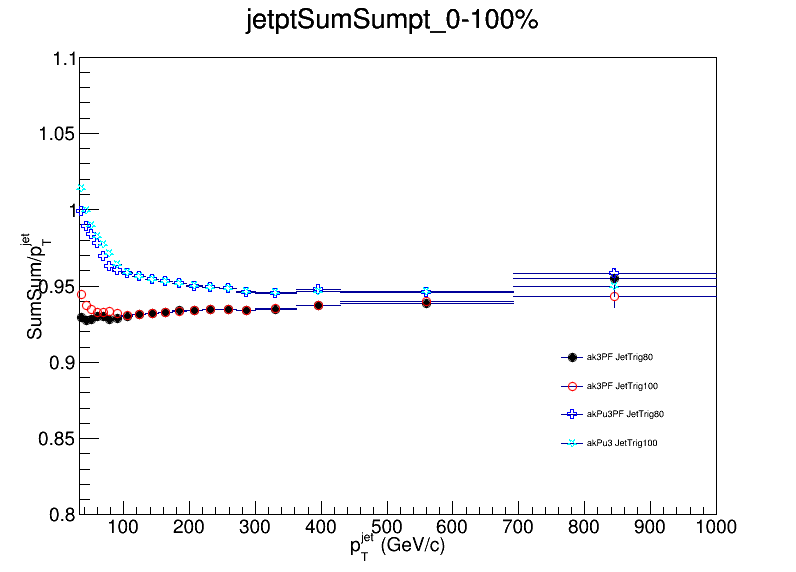 jetptSumSumpt_0-100%
1.1
1.05
1
0.95
0.9
0.85
0.8
SumSum/p_T^jet
ak3PF JetTrig80
ak3PF JetTrig100
akPu3PF JetTrig80
akPu3 JetTrig100
100 200 300 400 500 600 700 800 900 1000
p_T^jet (GeV/c)